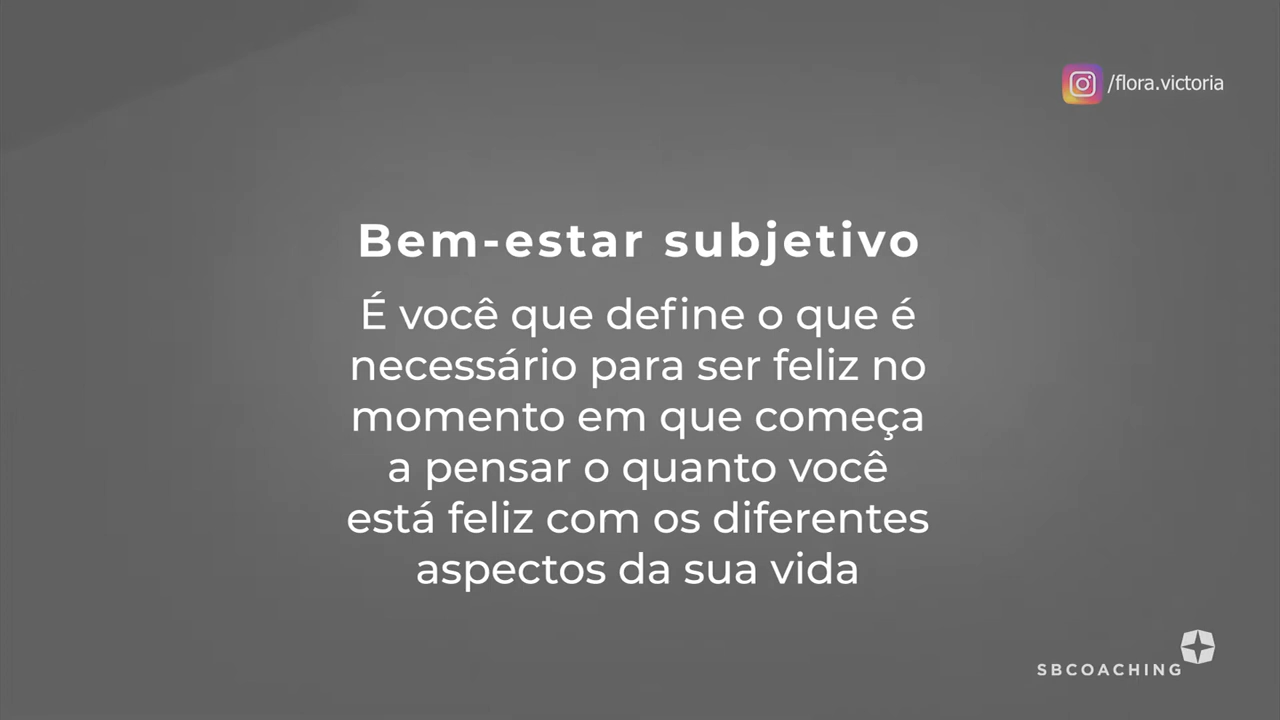 /flora.victoria
Bem-estar subjetivo
É você que define o que é
necessário para ser feliz no
momento em que começa
a pensar o quanto você
está feliz com os diferentes
aspectos da sua vida
SBCOACHING